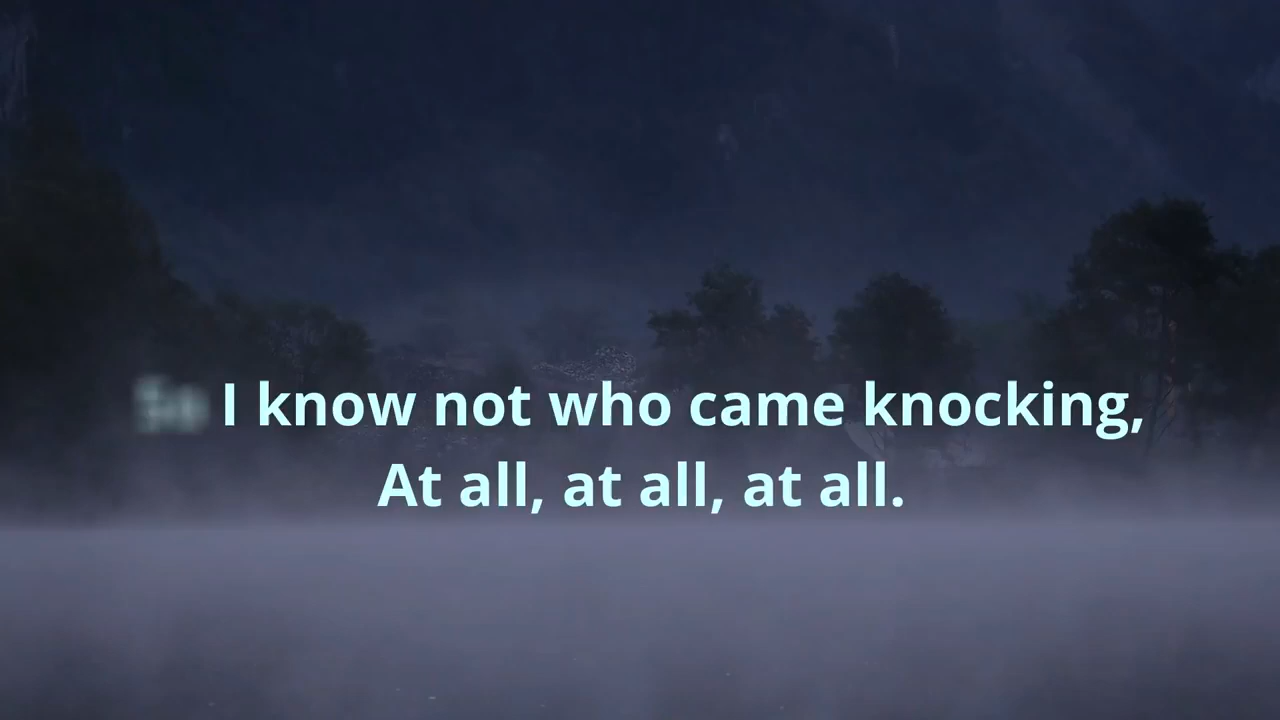 I know not who came knocking,
At all, at all, at all.